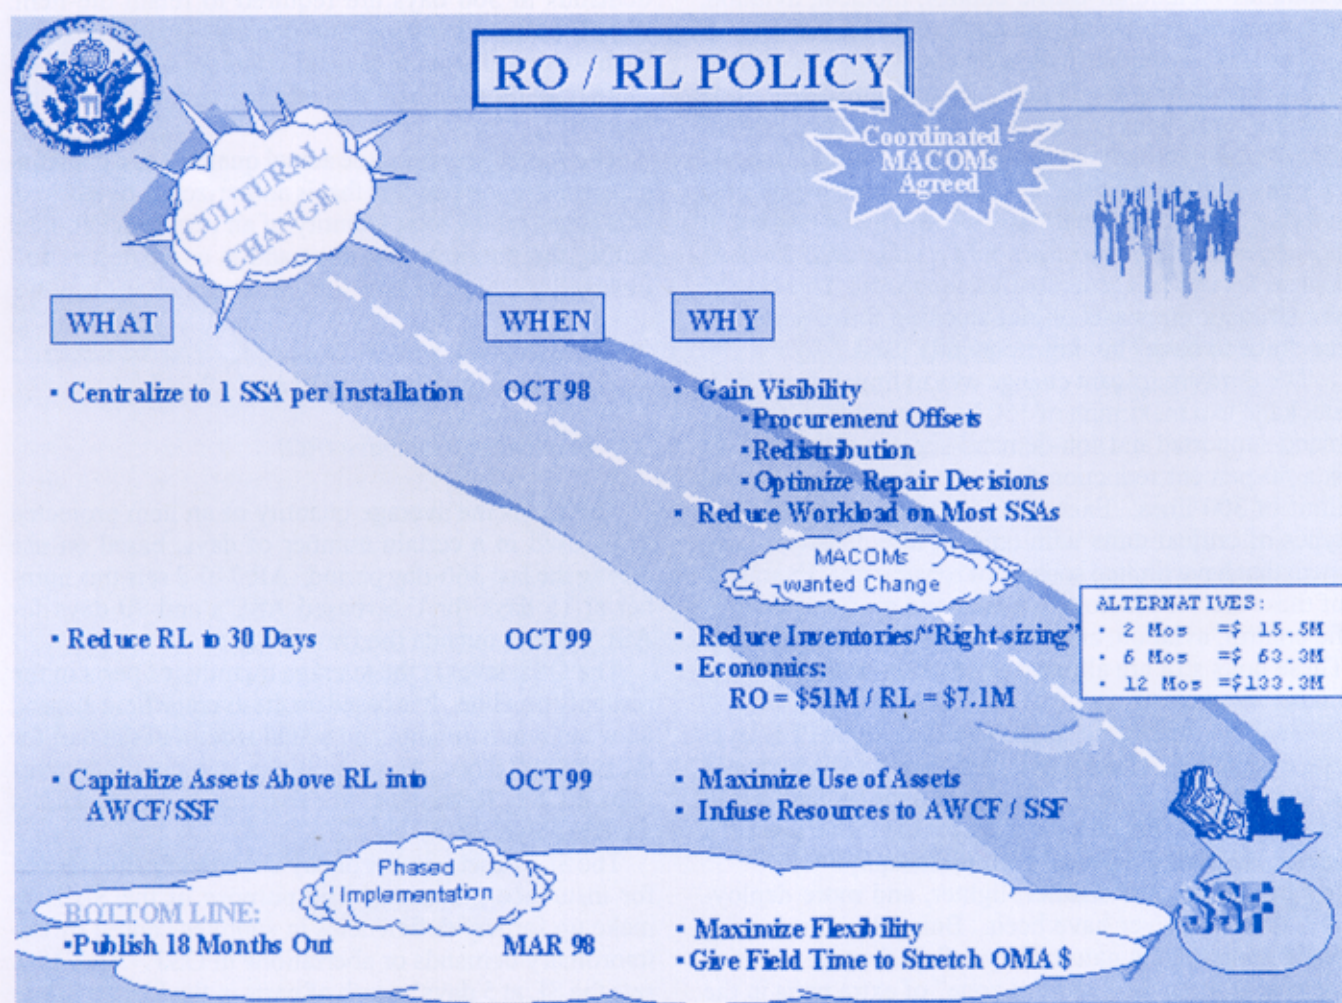 RO / RL POLICY
CULTURAL
CHANGE
Coordinated -
MACOMs
Agreed
WHAT
WHEN
WHY
• Centralize to 1 SSA per Installation OCT98
• Gain Visibility
• Procurement Offsets
• Redistribution
• Optimize Repair Decisions
• Reduce Workload on Most SSAs
MACOMs
wanted Change
• Reduce RL to 30 Days OCT99
• Reduce Inventories/"Right-sizing"
• Economics:
RO = $51M / RL = $7.1M
ALTERNATIVES:
· 2 Mos =$ 15.5M
· 6 Mos =$ 63.3M
· 12 Mos =$133.3M
• Capitalize Assets Above RL into OCT99
AWCF/SSF
• Maximize Use of Assets
• Infuse Resources to AWCF / SSF
SSF
Phased
Implementation
BOTTOM LINE:
•Publish 18 Months Out MAR 98
• Maximize Flexibility
• Give Field Time to Stretch OMA $